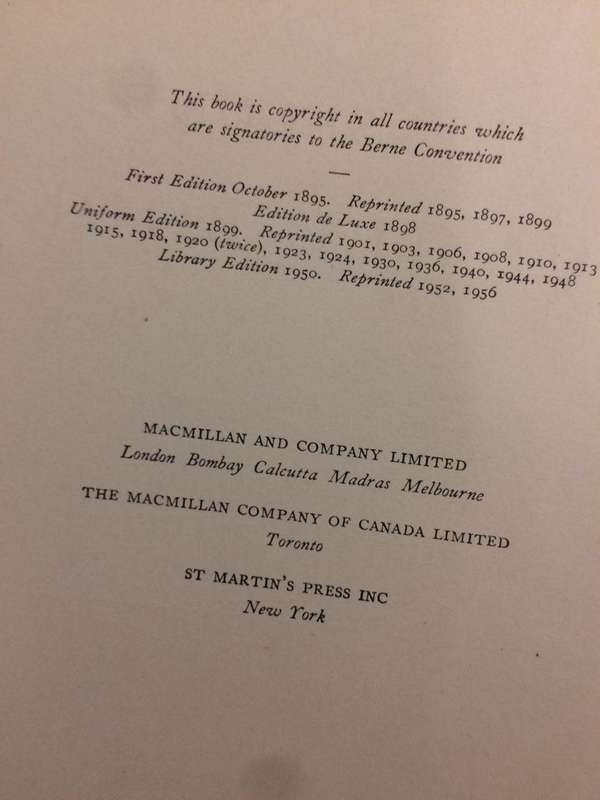 This book is copyright in all countries which
are signatories to the Berne Convention
First Edition October 1895. Reprinted 1895, 1897, 1899
Edition de Luxe 1898
Uniform Edition 1899. Reprinted 1901, 1903, 1906, 1908, 1910, 1913
1915, 1918, 1920 (twice), 1923, 1924, 1930, 1936, 1940, 1944, 1948
Library Edition 1950. Reprinted 1952, 1956
MACMILLAN AND COMPANY LIMITED
London Bombay Calcutta Madras Melbourne
THE MACMILLAN COMPANY OF CANADA LIMITED
Toronto
ST MARTIN'S PRESS INC
New York